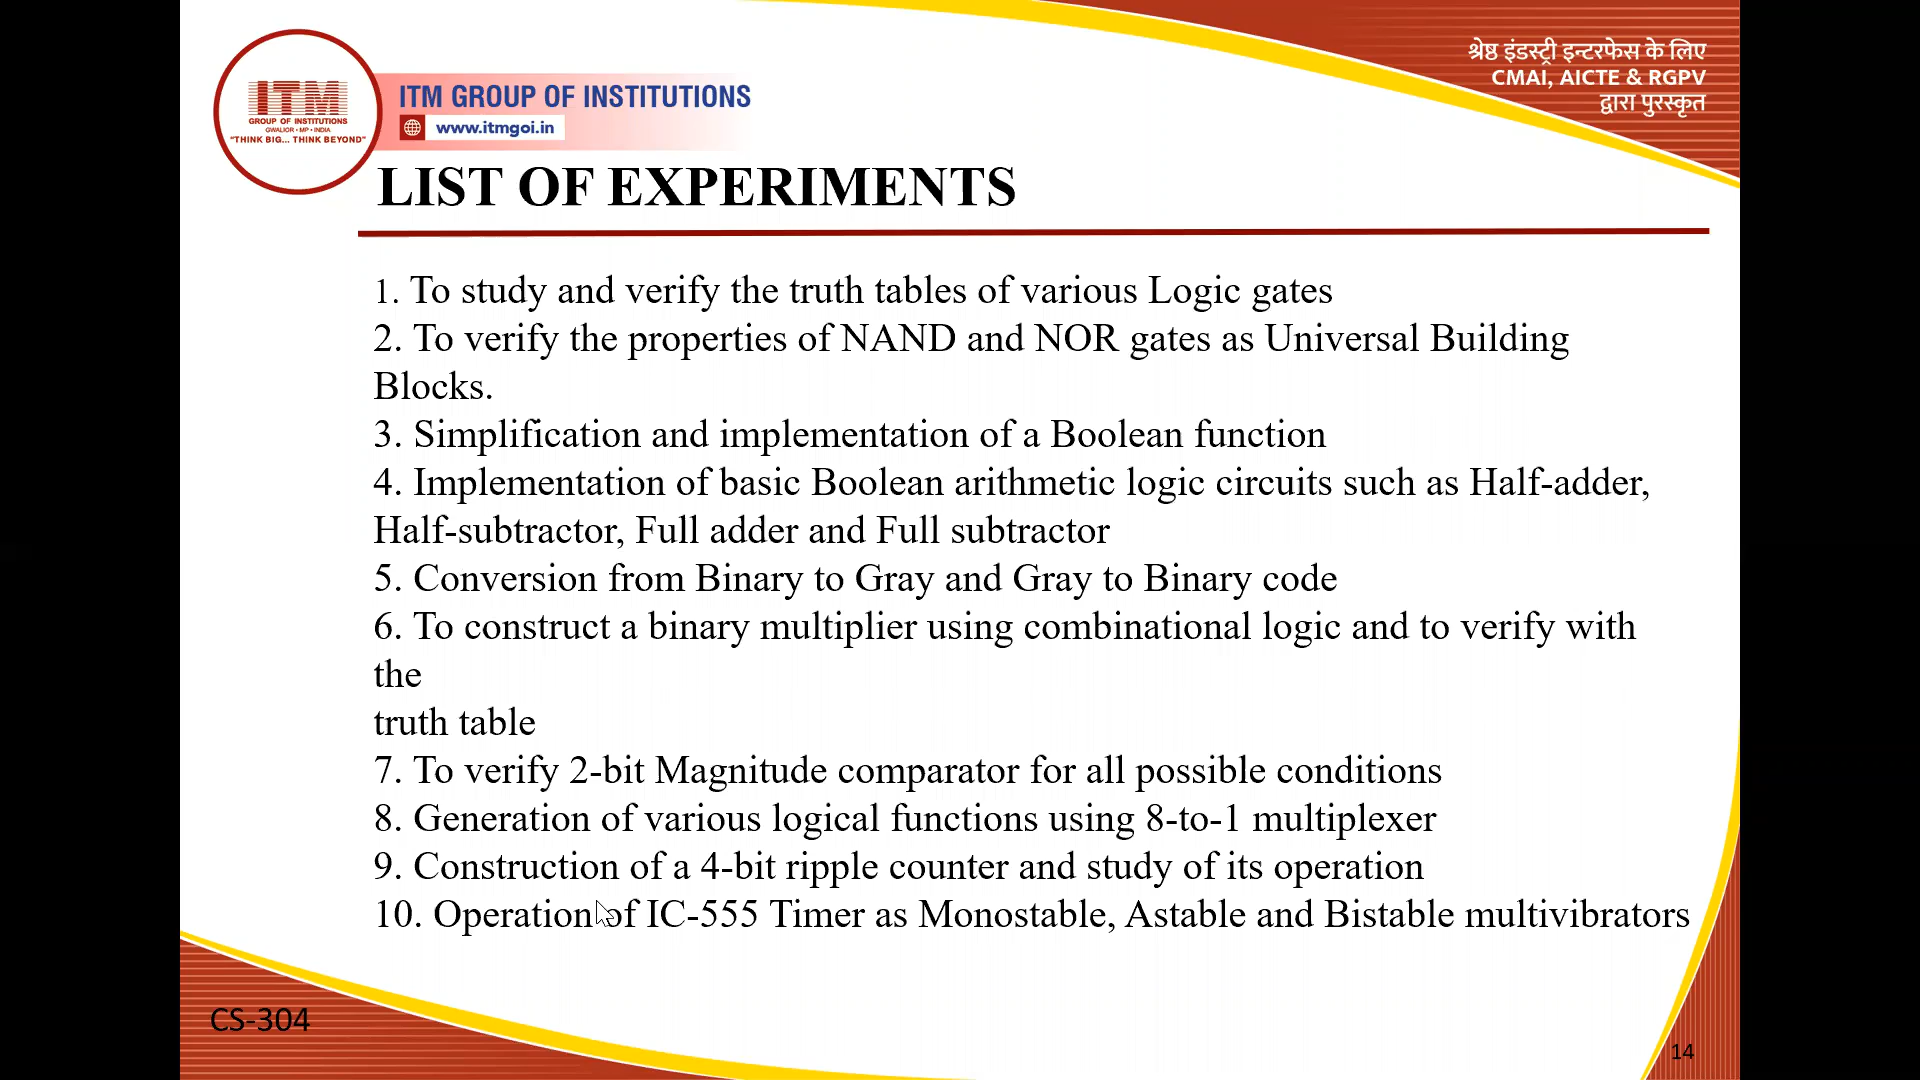 ITM
GROUP OF INSTITUTIONS
GWALIOR • MP • INDIA
"THINK BIG... THINK BEYOND"
ITM GROUP OF INSTITUTIONS
www.itmgoi.in
श्रेष्ठ इंडस्ट्री इन्टरफेस के लिए
CMAI, AICTE & RGPV
द्वारा पुरस्कृत
LIST OF EXPERIMENTS
1. To study and verify the truth tables of various Logic gates
2. To verify the properties of NAND and NOR gates as Universal Building
Blocks.
3. Simplification and implementation of a Boolean function
4. Implementation of basic Boolean arithmetic logic circuits such as Half-adder,
Half-subtractor, Full adder and Full subtractor
5. Conversion from Binary to Gray and Gray to Binary code
6. To construct a binary multiplier using combinational logic and to verify with
the
truth table
7. To verify 2-bit Magnitude comparator for all possible conditions
8. Generation of various logical functions using 8-to-1 multiplexer
9. Construction of a 4-bit ripple counter and study of its operation
10. Operation of IC-555 Timer as Monostable, Astable and Bistable multivibrators
CS-304
14